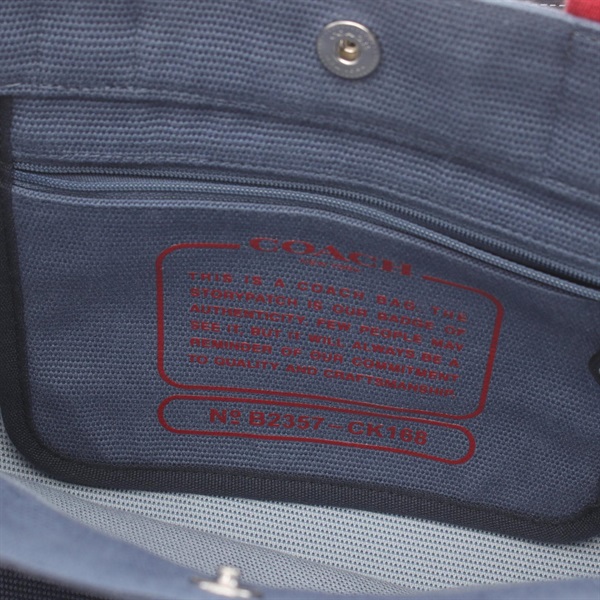 COACH
THIS IS A COACH BAG. THE
STORYPATCH IS OUR BADGE OF
AUTHENTICITY. FEW PEOPLE MAY
SEE IT, BUT IT WILL ALWAYS BE A
REMINDER OF OUR COMMITMENT
TO QUALITY AND CRAFTSMANSHIP.
Nº B2357-CK168